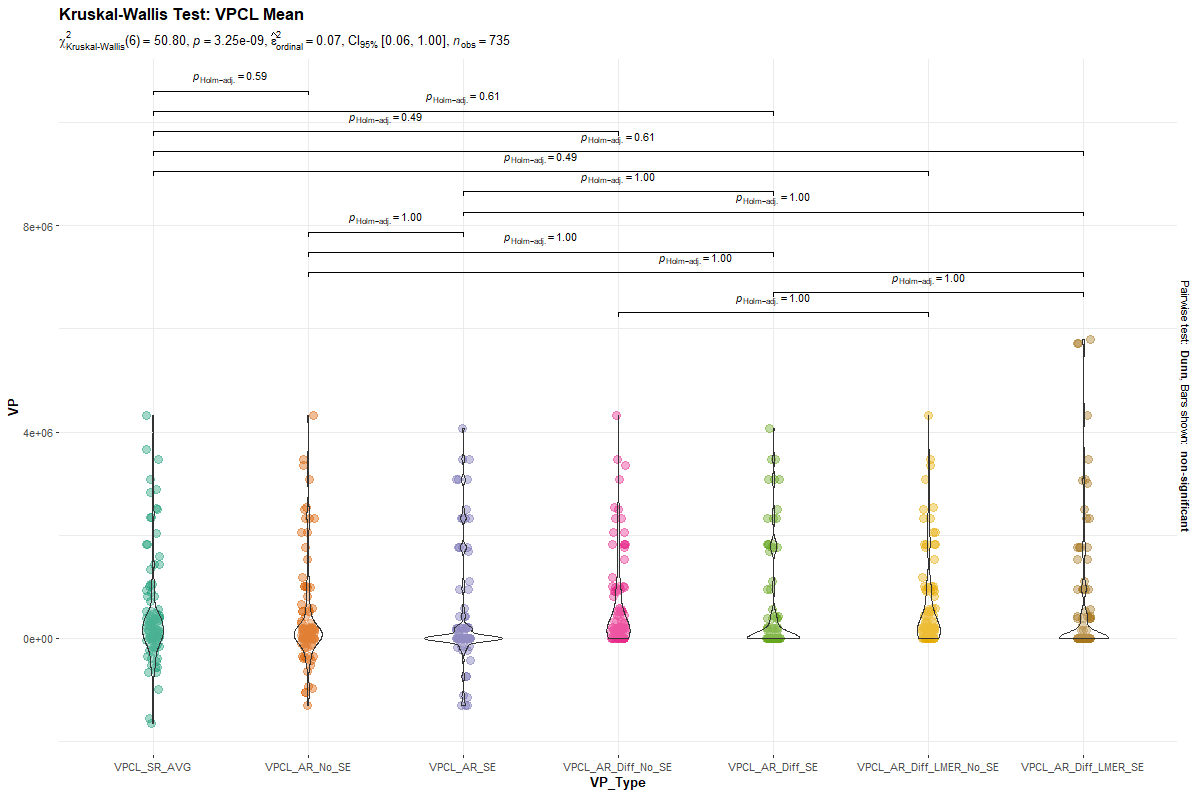 Kruskal-Wallis Test: VPCL Mean
χ²Kruskal-Wallis(6) = 50.80, p = 3.25e-09, ε̂²ordinal = 0.07, CI95% [0.06, 1.00], nobs = 735
pHolm-adj. = 0.59
pHolm-adj. = 0.61
pHolm-adj. = 0.49
pHolm-adj. = 0.61
pHolm-adj. = 0.49
pHolm-adj. = 1.00
pHolm-adj. = 1.00
pHolm-adj. = 1.00
pHolm-adj. = 1.00
pHolm-adj. = 1.00
pHolm-adj. = 1.00
pHolm-adj. = 1.00
8e+06
4e+06
0e+00
VP
Pairwise test: Dunn, Bars shown: non-significant
VPCL_SR_AVG VPCL_AR_No_SE VPCL_AR_SE VPCL_AR_Diff_No_SE VPCL_AR_Diff_SE VPCL_AR_Diff_LMER_No_SE VPCL_AR_Diff_LMER_SE
VP_Type